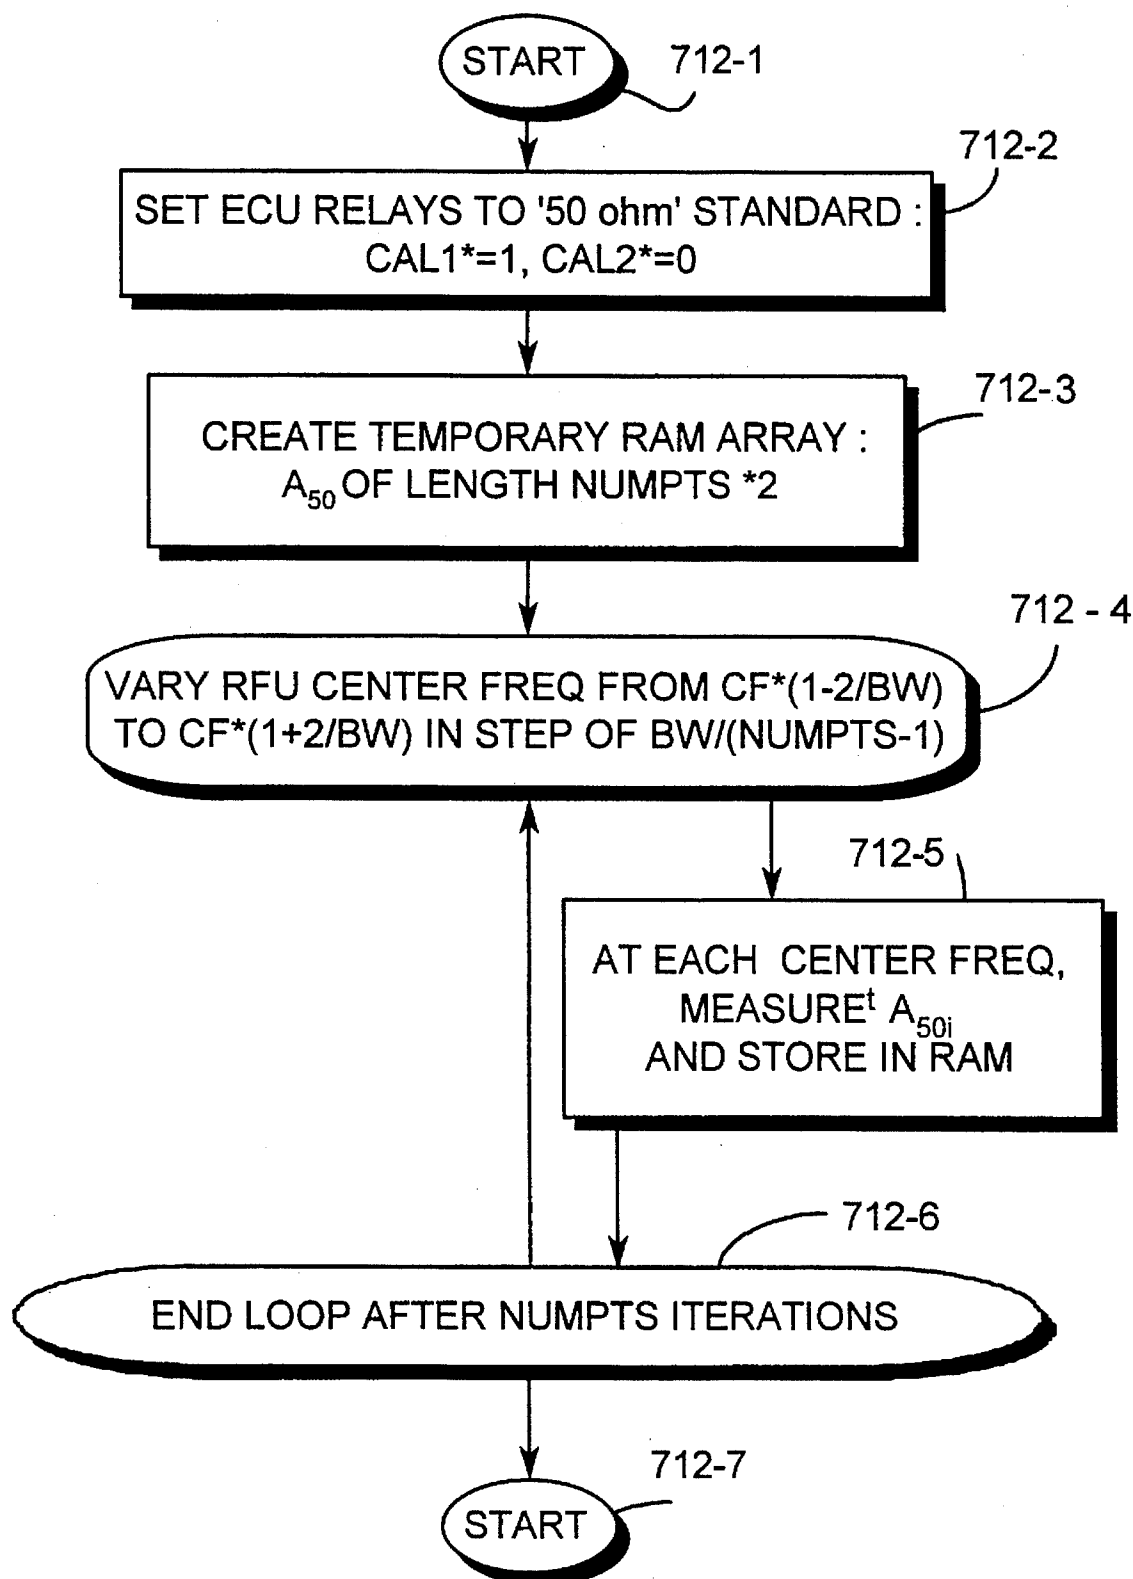 START
712-1
712-2
SET ECU RELAYS TO '50 ohm' STANDARD :
CAL1*=1, CAL2*=0
712-3
CREATE TEMPORARY RAM ARRAY :
A50 OF LENGTH NUMPTS *2
712 - 4
VARY RFU CENTER FREQ FROM CF*(1-2/BW)
TO CF*(1+2/BW) IN STEP OF BW/(NUMPTS-1)
712-5
AT EACH CENTER FREQ,
MEASUREt A50i
AND STORE IN RAM
712-6
END LOOP AFTER NUMPTS ITERATIONS
712-7
START